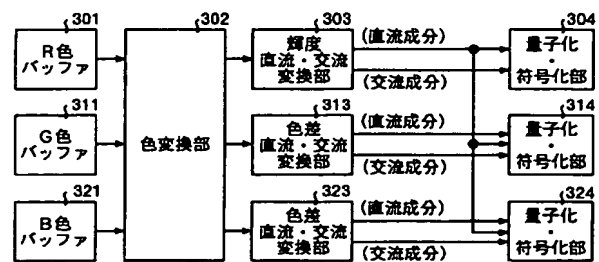 301
R色
バッファ
311
G色
バッファ
321
B色
バッファ
302
色変換部
303
輝度
直流・交流
変換部
(直流成分)
(交流成分)
304
量子化
・
符号化部
313
色差
直流・交流
変換部
(直流成分)
(交流成分)
314
量子化
・
符号化部
323
色差
直流・交流
変換部
(直流成分)
(交流成分)
324
量子化
・
符号化部